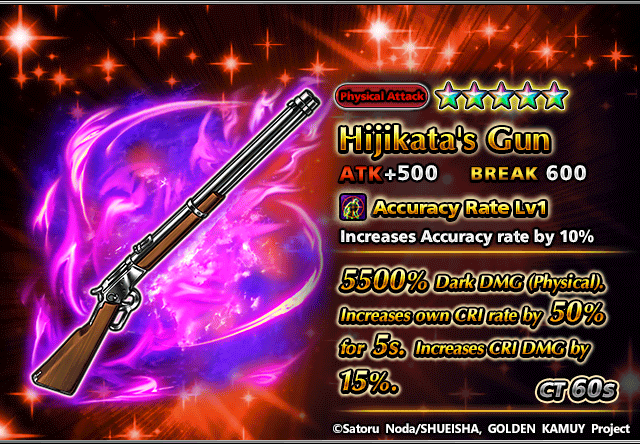 Physical Attack
Hijikata's Gun
ATK+500 BREAK 600
Accuracy Rate Lv1
Increases Accuracy rate by 10%
5500% Dark DMG (Physical).
Increases own CRI rate by 50%
for 5s. Increases CRI DMG by
15%.
CT 60s
©Satoru Noda/SHUEISHA, GOLDEN KAMUY Project